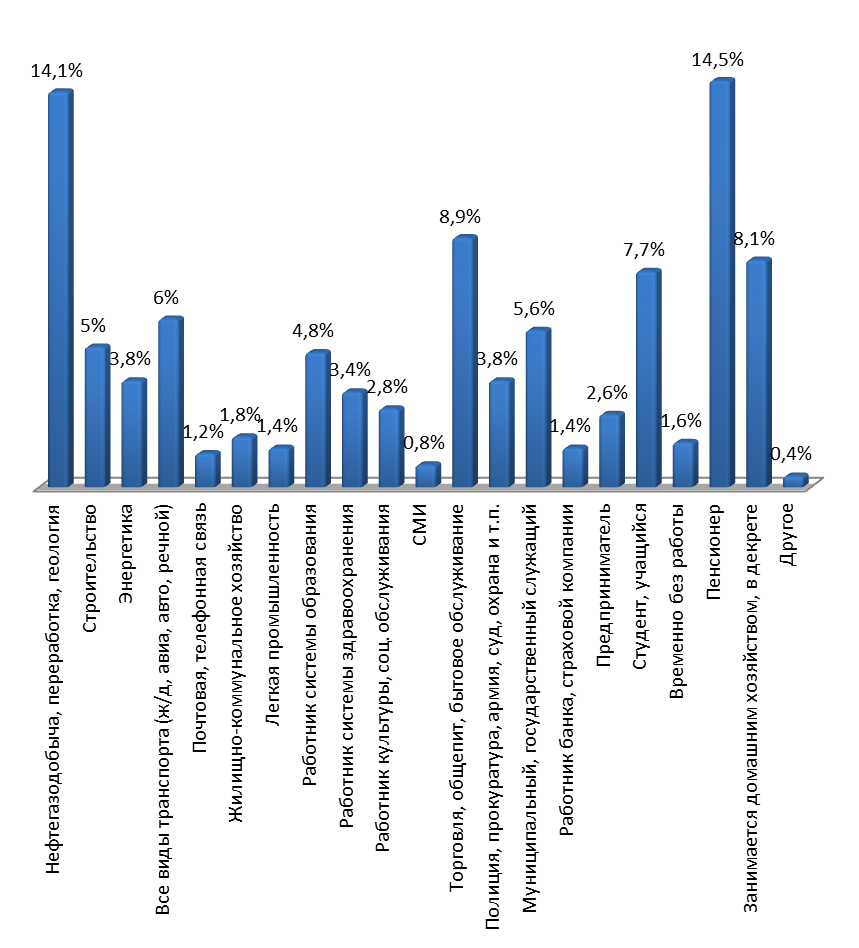 14,1%
5%
3,8%
6%
1,2%
1,8%
1,4%
4,8%
3,4%
2,8%
0,8%
8,9%
3,8%
5,6%
1,4%
2,6%
7,7%
1,6%
14,5%
8,1%
0,4%
Нефтегазодобыча, переработка, геология
Строительство
Энергетика
Все виды транспорта (ж/д, авиа, авто, речной)
Почтовая, телефонная связь
Жилищно-коммунальное хозяйство
Легкая промышленность
Работник системы образования
Работник системы здравоохранения
Работник культуры, соц, обслуживания
СМИ
Торговля, общепит, бытовое обслуживание
Полиция, прокуратура, армия, суд, охрана и т.п.
Муниципальный, государственный служащий
Работник банка, страховой компании
Предприниматель
Студент, учащийся
Временно без работы
Пенсионер
Занимается домашним хозяйством, в декрете
Другое